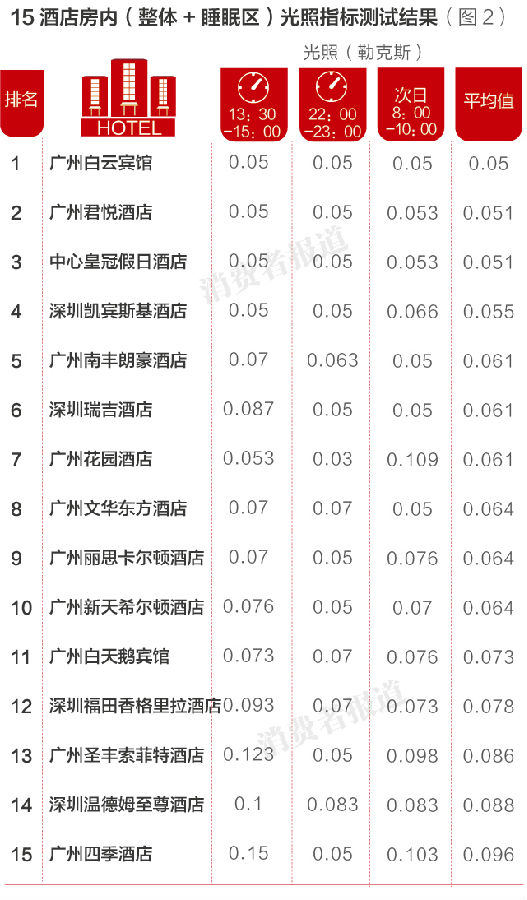 15 酒店房内（整体 + 睡眠区）光照指标测试结果（图 2）
光照（勒克斯）
排名 HOTEL 13：30 -15：00 22：00 -23：00 次日 8：00 -10：00 平均值
1 广州白云宾馆 0.05 0.05 0.05 0.05
2 广州君悦酒店 0.05 0.05 0.053 0.051
3 中心皇冠假日酒店 0.05 0.05 0.053 0.051
4 深圳凯宾斯基酒店 0.05 0.05 0.066 0.055
5 广州南丰朗豪酒店 0.07 0.063 0.05 0.061
6 深圳瑞吉酒店 0.087 0.05 0.05 0.061
7 广州花园酒店 0.053 0.03 0.109 0.061
8 广州文华东方酒店 0.07 0.07 0.05 0.064
9 广州丽思卡尔顿酒店 0.07 0.05 0.076 0.064
10 广州新天希尔顿酒店 0.076 0.05 0.07 0.064
11 广州白天鹅宾馆 0.073 0.07 0.076 0.073
12 深圳福田香格里拉酒店 0.093 0.07 0.073 0.078
13 广州圣丰索菲特酒店 0.123 0.05 0.098 0.086
14 深圳温德姆至尊酒店 0.1 0.083 0.083 0.088
15 广州四季酒店 0.15 0.05 0.103 0.096
消费者报道
消费者报道